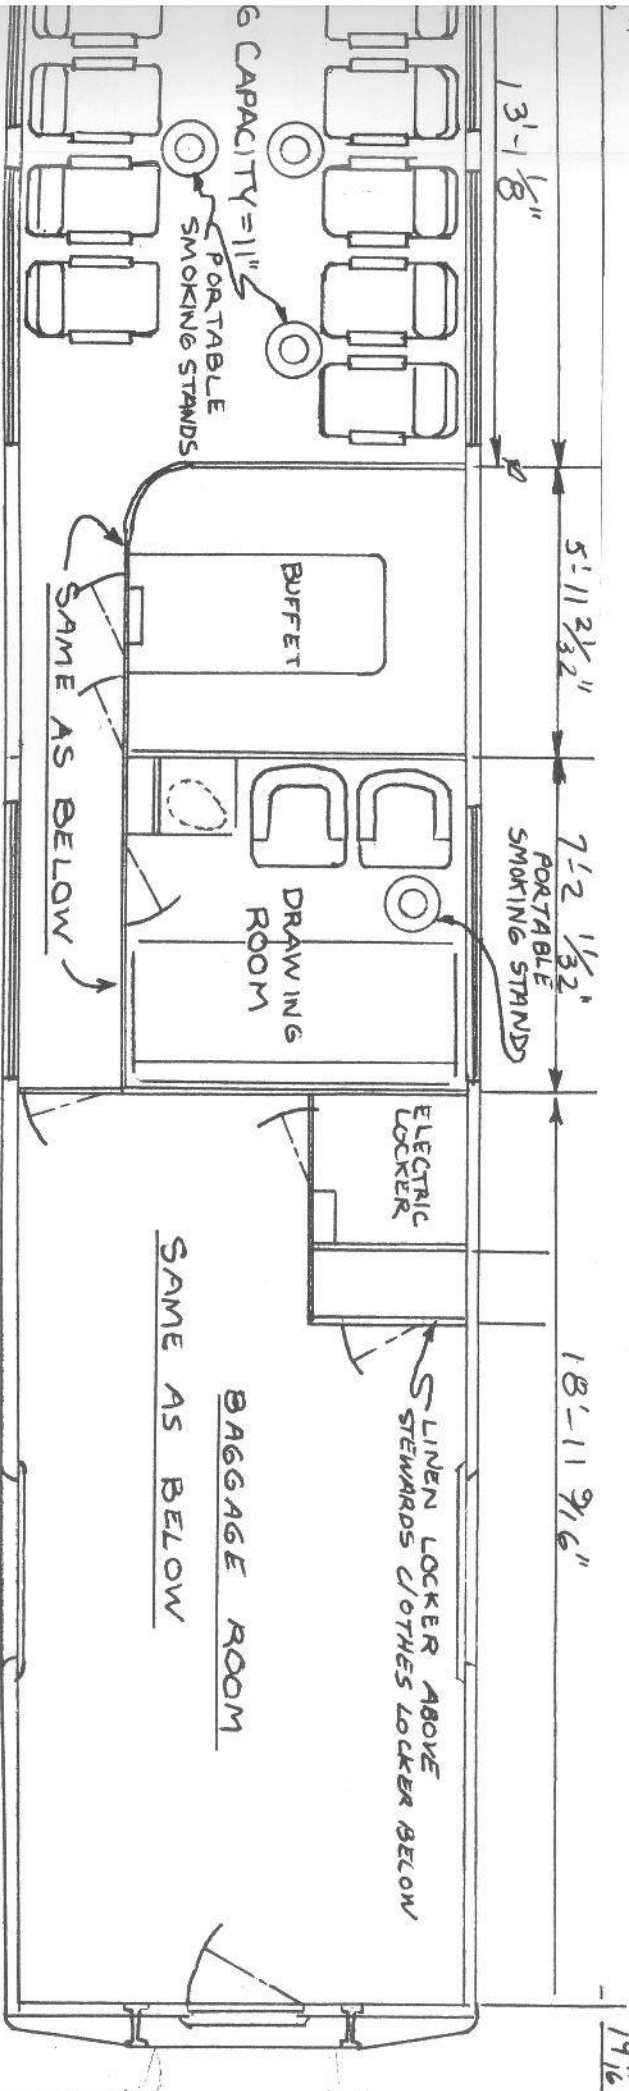 G CAPACITY = 11"
13'-1 1/8"
PORTABLE
SMOKING STANDS
5'-11 21/32"
BUFFET
SAME AS BELOW
7'-2 1/32"
PORTABLE
SMOKING STANDS
DRAWING
ROOM
ELECTRIC
LOCKER
18'-11 9/16"
LINEN LOCKER ABOVE
STEWARDS CLOTHES LOCKER BELOW
BAGGAGE ROOM
SAME AS BELOW